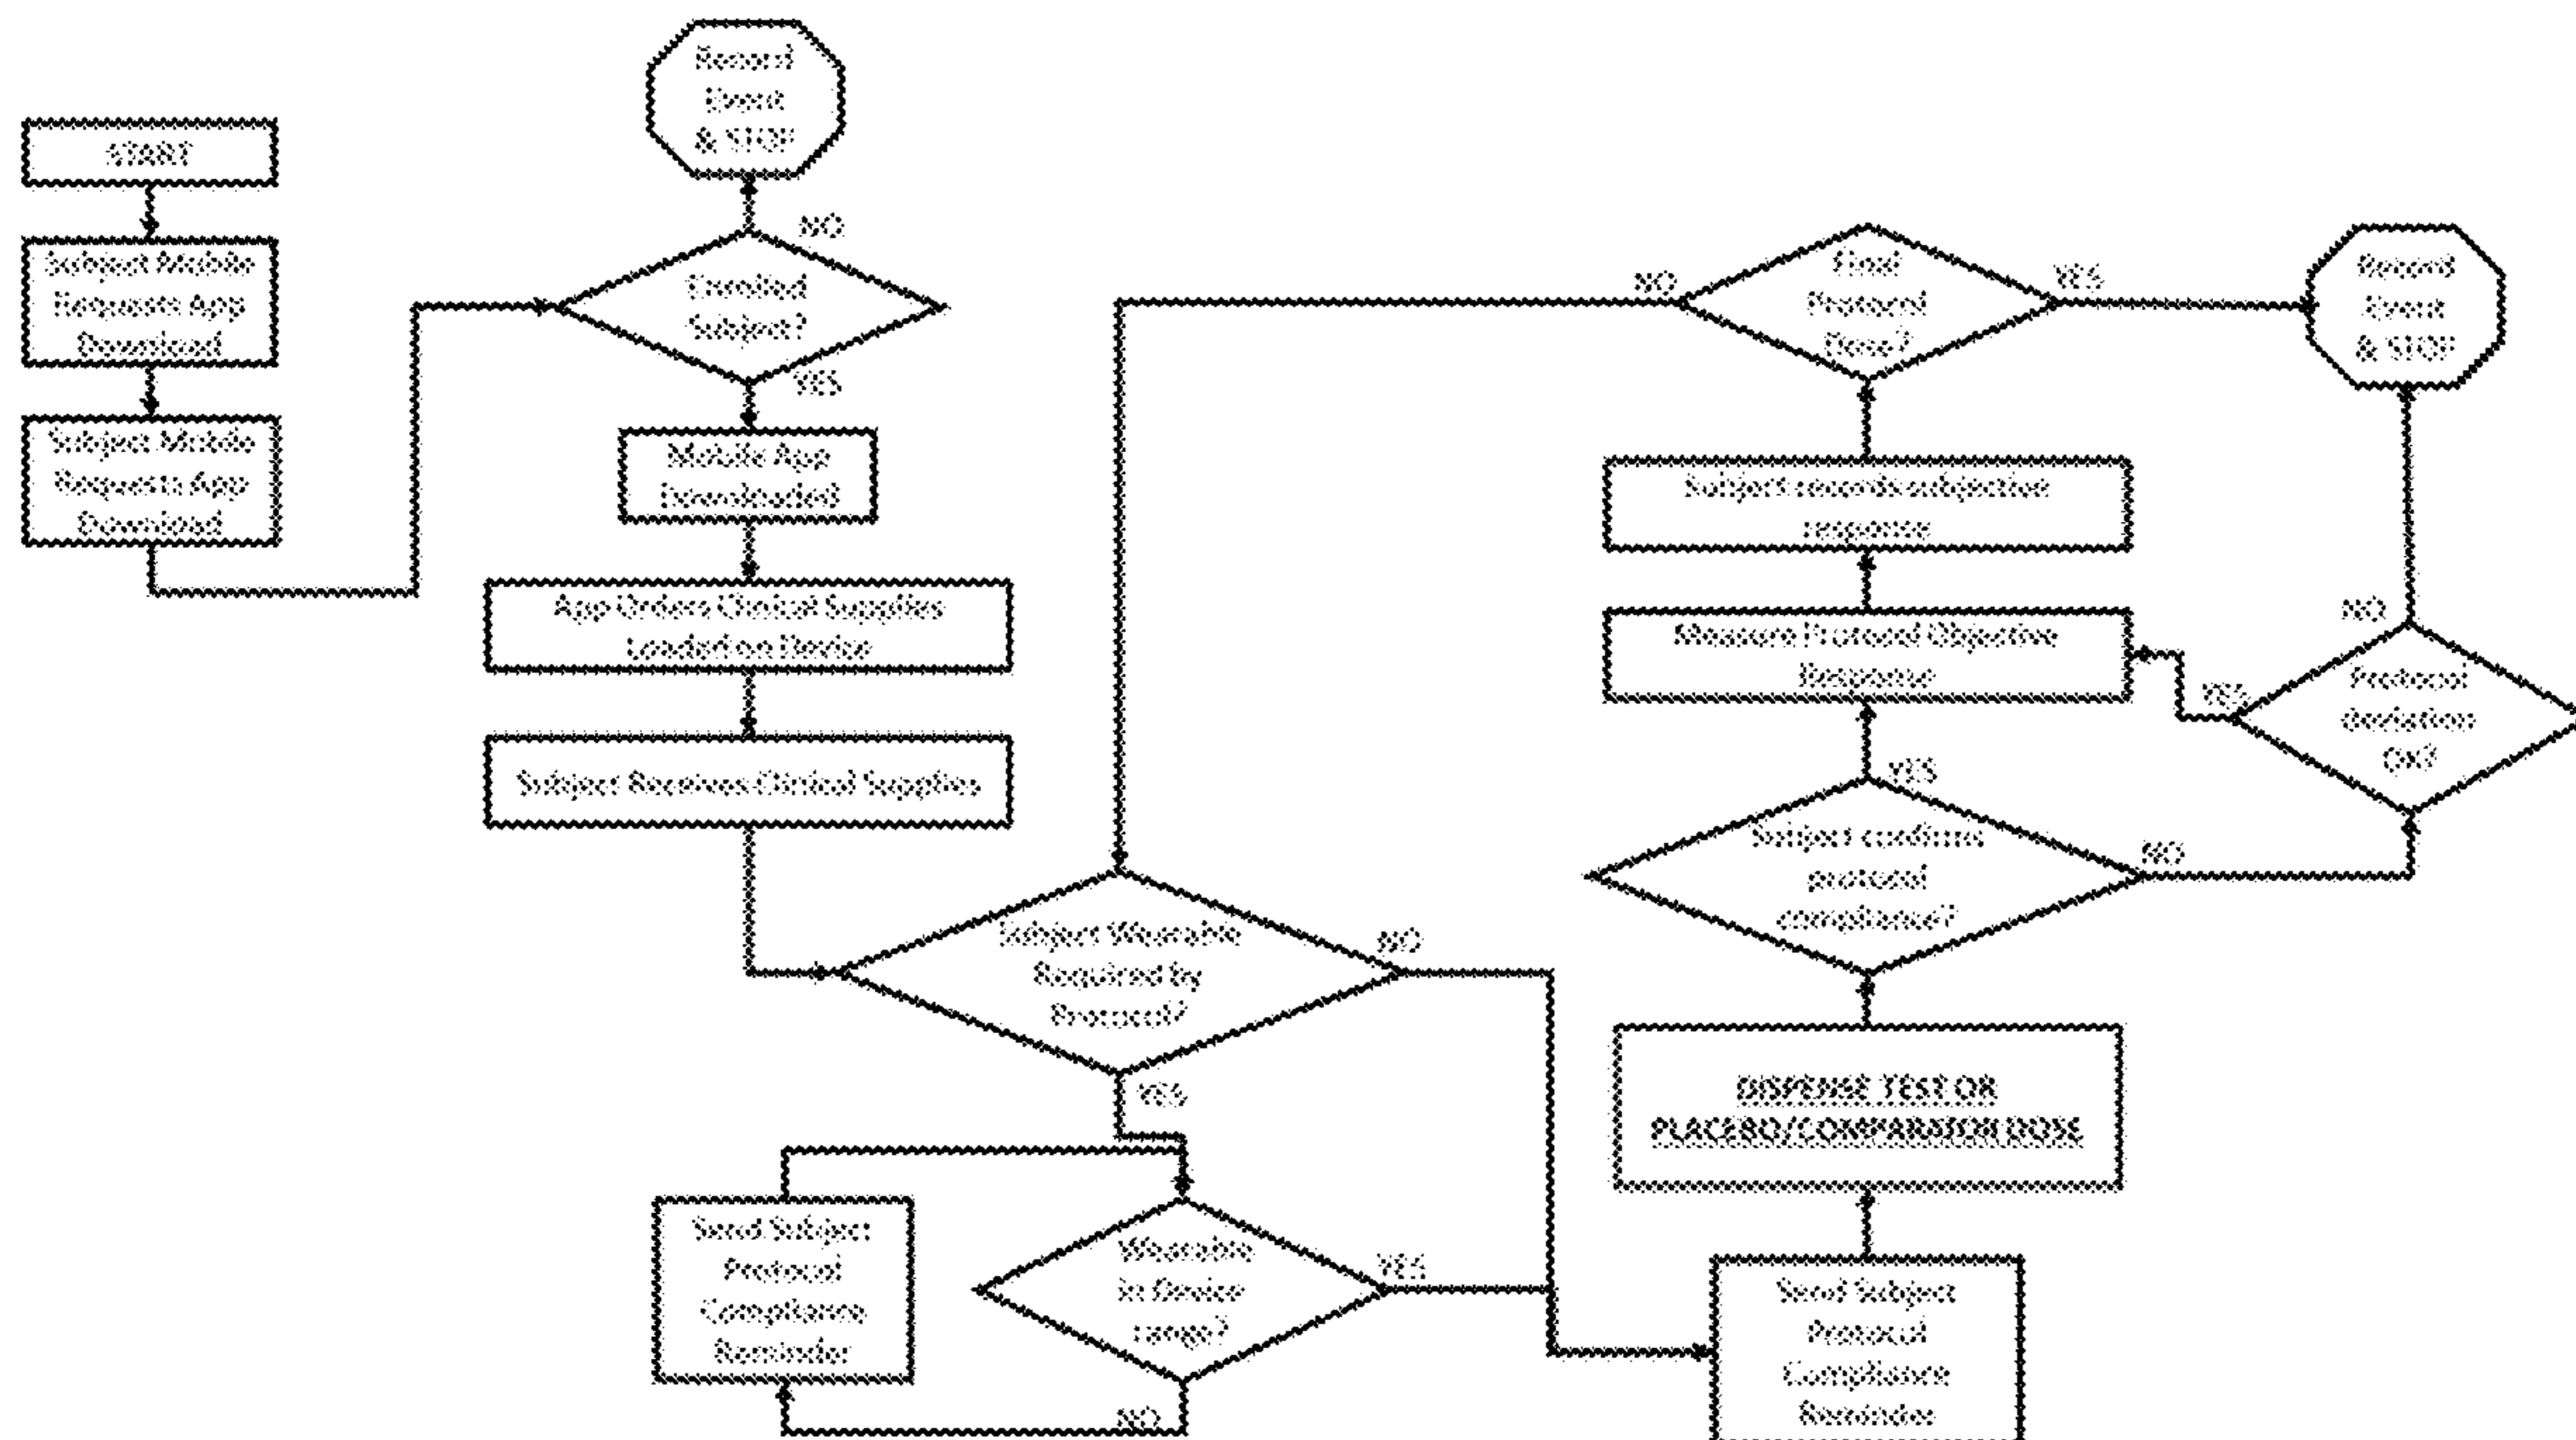 START
Subject Mobile
Requests App
Download
Subject Mobile
Requests App
Download
Record
Event
& STOP
NO
Enrolled
Subject?
YES
Mobile App
Downloaded
App Orders Clinical Supplies
Loaded on Device
Subject Receives Clinical Supplies
Subject Wearable
Required by
Protocol?
NO
YES
Send Subject
Protocol
Compliance
Reminder
Wearable
in Device
range?
YES
NO
NO
Final
Protocol
Dose?
YES
Record
Event
& STOP
Subject records subjective
response
Measure Protocol Objective
Response
NO
YES
Protocol
deviation
OK?
YES
Subject confirms
protocol
compliance?
NO
DISPENSE TEST OR
PLACEBO/COMPARATOR DOSE
Send Subject
Protocol
Compliance
Reminder